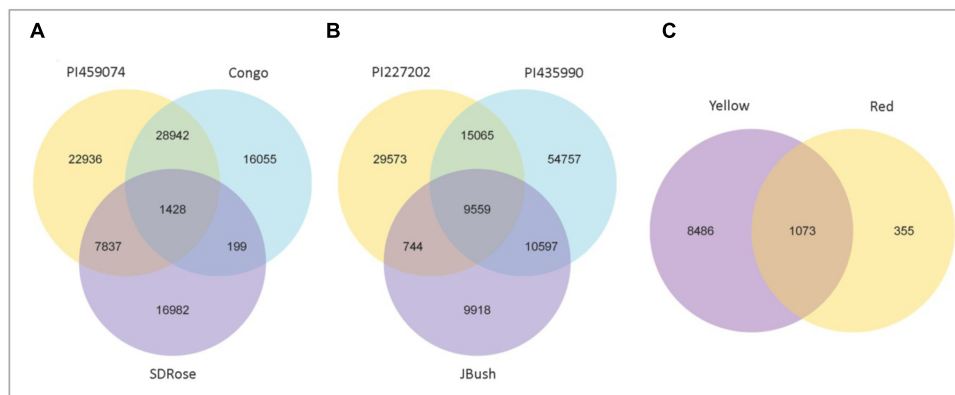 A B C
PI459074 Congo PI227202 PI435990
Yellow Red
28942 15065
22936 16055 29573 54757
1428 9559
8486 1073 355
7837 199 744 10597
16982 9918
SDRose JBush